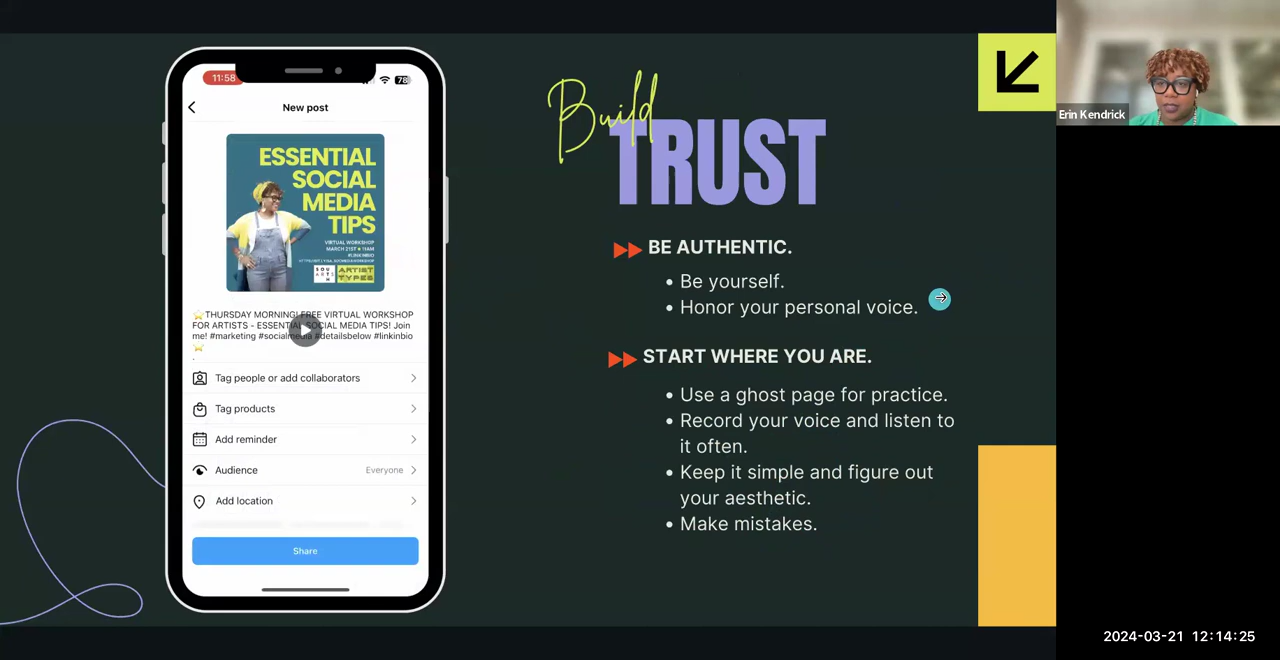 11:58
78
New post
ESSENTIAL
SOCIAL
MEDIA
TIPS
VIRTUAL WORKSHOP
MARCH 21ST 11AM
#LINKINBIO
SOU
ARTIST
TYPES
⭐THURSDAY MORNING! FREE VIRTUAL WORKSHOP
FOR ARTISTS - ESSENTIAL SOCIAL MEDIA TIPS! Join
me! #marketing #socialmedia #detailsbelow #linkinbio
⭐
.
Tag people or add collaborators
Tag products
Add reminder
Audience Everyone
Add location
Share
Build
TRUST
BE AUTHENTIC.
• Be yourself.
• Honor your personal voice.
START WHERE YOU ARE.
• Use a ghost page for practice.
• Record your voice and listen to
it often.
• Keep it simple and figure out
your aesthetic.
• Make mistakes.
Erin Kendrick
2024-03-21 12:14:25